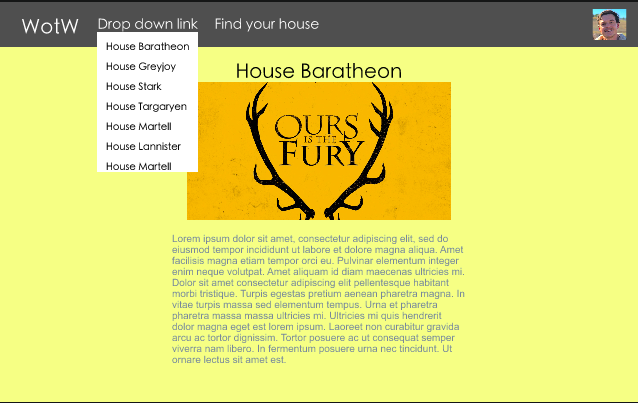 WotW Drop down link Find your house
House Baratheon
House Greyjoy
House Stark
House Targaryen
House Martell
House Lannister
House Martell
House Baratheon
OURS
IS THE
FURY
Lorem ipsum dolor sit amet, consectetur adipiscing elit, sed do
eiusmod tempor incididunt ut labore et dolore magna aliqua. Amet
facilisis magna etiam tempor orci eu. Pulvinar elementum integer
enim neque volutpat. Amet aliquam id diam maecenas ultricies mi.
Dolor sit amet consectetur adipiscing elit pellentesque habitant
morbi tristique. Turpis egestas pretium aenean pharetra magna. In
vitae turpis massa sed elementum tempus. Urna et pharetra
pharetra massa massa ultricies mi. Ultricies mi quis hendrerit
dolor magna eget est lorem ipsum. Laoreet non curabitur gravida
arcu ac tortor dignissim. Tortor posuere ac ut consequat semper
viverra nam libero. In fermentum posuere urna nec tincidunt. Ut
ornare lectus sit amet est.